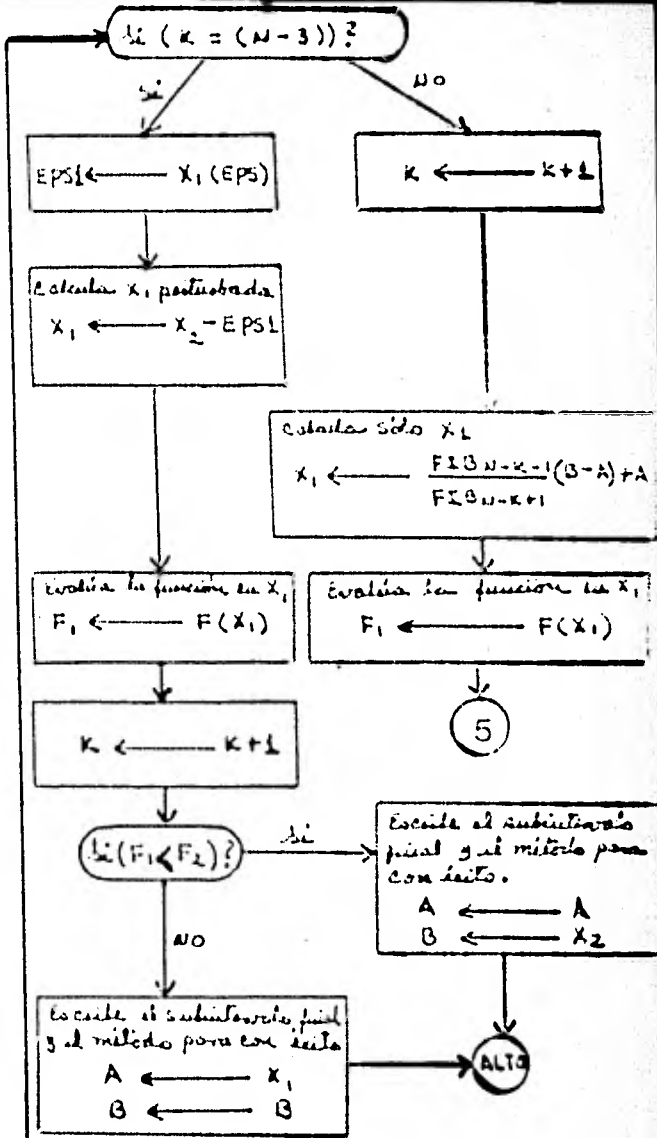 Si (K = (N-3))?
Si
NO
EPS1 ← X₁(EPS)
K ← K+1
Calcula X₁ perturbada
X₁ ← X₂-EPS1
Calcula sólo X1
X₁ ← FIB N-K-1 / FIB N-K+1 (B-A)+A
Evalúa la función en X₁
F₁ ← F(X₁)
Evalúa la función en X₁
F₁ ← F(X₁)
5
K ← K+1
Si (F₁<F₂)?
Si
NO
Escribe el subintervalo
final y el método para
con éxito.
A ← A
B ← X₂
Escribe el subintervalo final
y el método para con éxito
A ← X₁
B ← B
ALTO